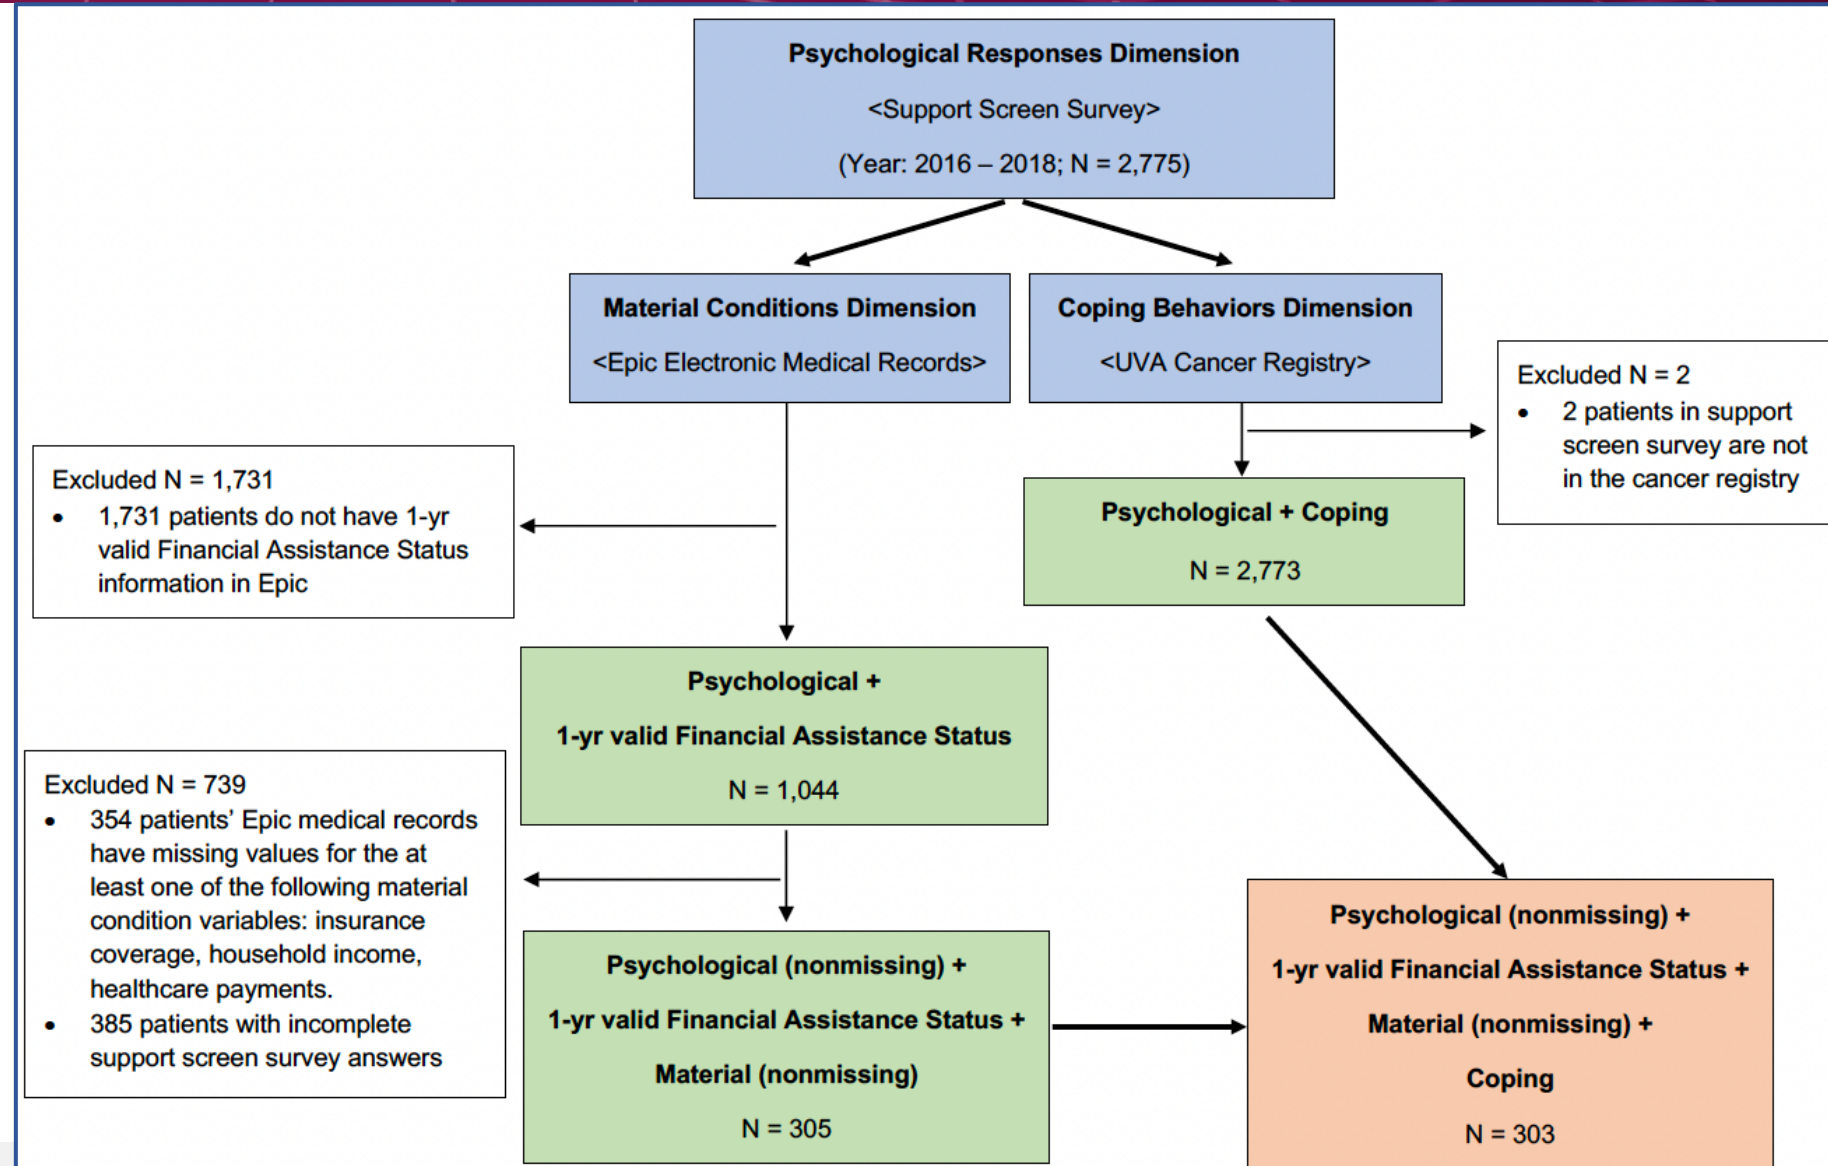 Psychological Responses Dimension
<Support Screen Survey>
(Year: 2016 – 2018; N = 2,775)
Material Conditions Dimension
<Epic Electronic Medical Records>
Coping Behaviors Dimension
<UVA Cancer Registry>
Excluded N = 2
• 2 patients in support
screen survey are not
in the cancer registry
Excluded N = 1,731
• 1,731 patients do not have 1-yr
valid Financial Assistance Status
information in Epic
Psychological + Coping
N = 2,773
Psychological +
1-yr valid Financial Assistance Status
N = 1,044
Excluded N = 739
• 354 patients’ Epic medical records
have missing values for the at
least one of the following material
condition variables: insurance
coverage, household income,
healthcare payments.
• 385 patients with incomplete
support screen survey answers
Psychological (nonmissing) +
1-yr valid Financial Assistance Status +
Material (nonmissing)
N = 305
Psychological (nonmissing) +
1-yr valid Financial Assistance Status +
Material (nonmissing) +
Coping
N = 303